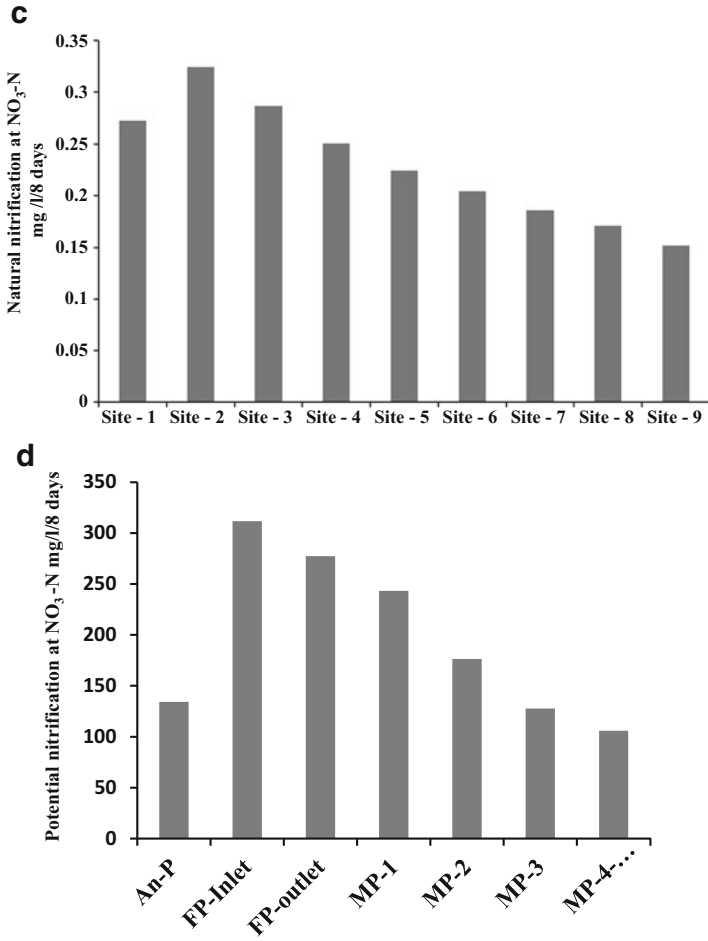 c
Natural nitrification at NO₃-N
mg /l/8 days
0.35
0.3
0.25
0.2
0.15
0.1
0.05
0
Site - 1 Site - 2 Site - 3 Site - 4 Site - 5 Site - 6 Site - 7 Site - 8 Site - 9
d
Potential nitrification at NO₃ -N mg/l/8 days
350
300
250
200
150
100
50
0
An-P FP-Inlet FP-outlet MP-1 MP-2 MP-3 MP-4-…